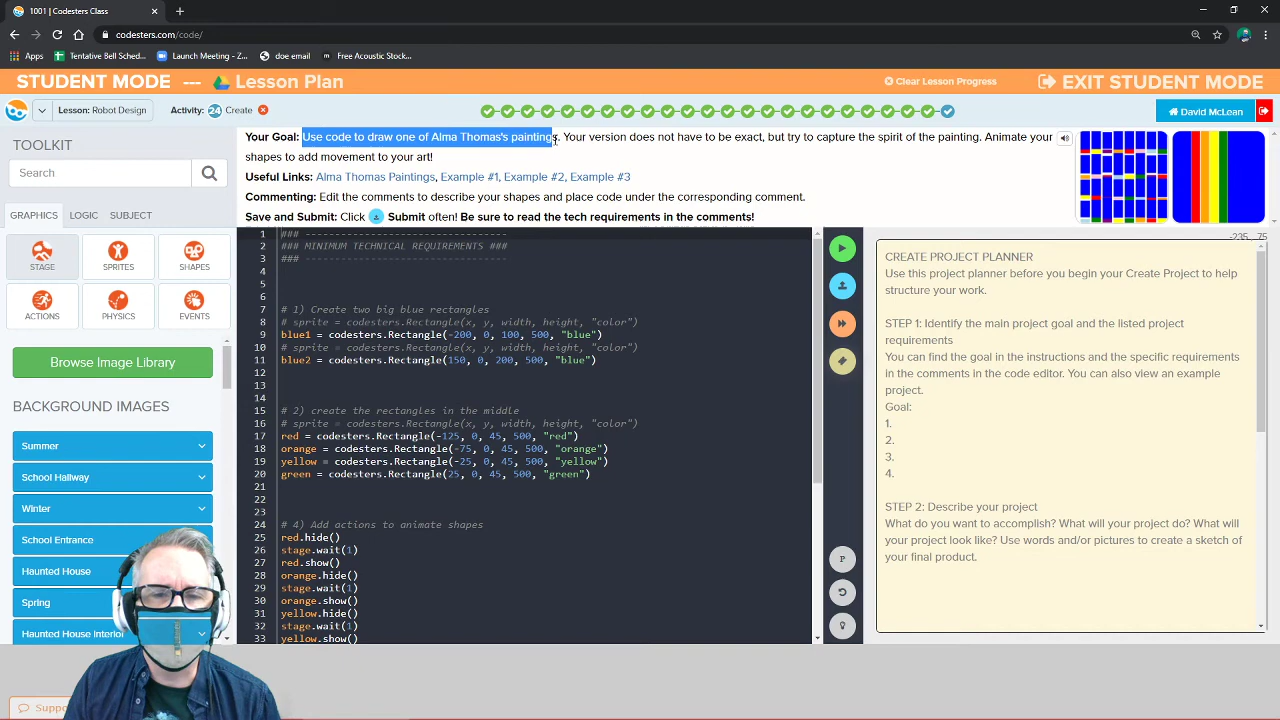 1001 | Codesters Class
codesters.com/code/
Apps
Tentative Bell Sched...
Launch Meeting - Z...
doe email
Free Acoustic Stock...
STUDENT MODE --- Lesson Plan
Clear Lesson Progress
EXIT STUDENT MODE
Lesson: Robot Design
Activity: 24 Create
David McLean
TOOLKIT
Search
GRAPHICS LOGIC SUBJECT
STAGE SPRITES SHAPES
ACTIONS PHYSICS EVENTS
Browse Image Library
BACKGROUND IMAGES
Summer
School Hallway
Winter
School Entrance
Haunted House
Spring
Haunted House Interior
Your Goal: Use code to draw one of Alma Thomas's paintings. Your version does not have to be exact, but try to capture the spirit of the painting. Animate your
shapes to add movement to your art!
Useful Links: Alma Thomas Paintings, Example #1, Example #2, Example #3
Commenting: Edit the comments to describe your shapes and place code under the corresponding comment.
Save and Submit: Click Submit often! Be sure to read the tech requirements in the comments!
1 ### ----------------------------------
2 ### MINIMUM TECHNICAL REQUIREMENTS ###
3 ### ----------------------------------
4
5
6
7 # 1) Create two big blue rectangles
8 # sprite = codesters.Rectangle(x, y, width, height, "color")
9 blue1 = codesters.Rectangle(-200, 0, 100, 500, "blue")
10 # sprite = codesters.Rectangle(x, y, width, height, "color")
11 blue2 = codesters.Rectangle(150, 0, 200, 500, "blue")
12
13
14
15 # 2) create the rectangles in the middle
16 # sprite = codesters.Rectangle(x, y, width, height, "color")
17 red = codesters.Rectangle(-125, 0, 45, 500, "red")
18 orange = codesters.Rectangle(-75, 0, 45, 500, "orange")
19 yellow = codesters.Rectangle(-25, 0, 45, 500, "yellow")
20 green = codesters.Rectangle(25, 0, 45, 500, "green")
21
22
23
24 # 4) Add actions to animate shapes
25 red.hide()
26 stage.wait(1)
27 red.show()
28 orange.hide()
29 stage.wait(1)
30 orange.show()
31 yellow.hide()
32 stage.wait(1)
33 yellow.show()
P
-235, 75
CREATE PROJECT PLANNER
Use this project planner before you begin your Create Project to help
structure your work.
STEP 1: Identify the main project goal and the listed project
requirements
You can find the goal in the instructions and the specific requirements
in the comments in the code editor. You can also view an example
project.
Goal:
1.
2.
3.
4.
STEP 2: Describe your project
What do you want to accomplish? What will your project do? What will
your project look like? Use words and/or pictures to create a sketch of
your final product.